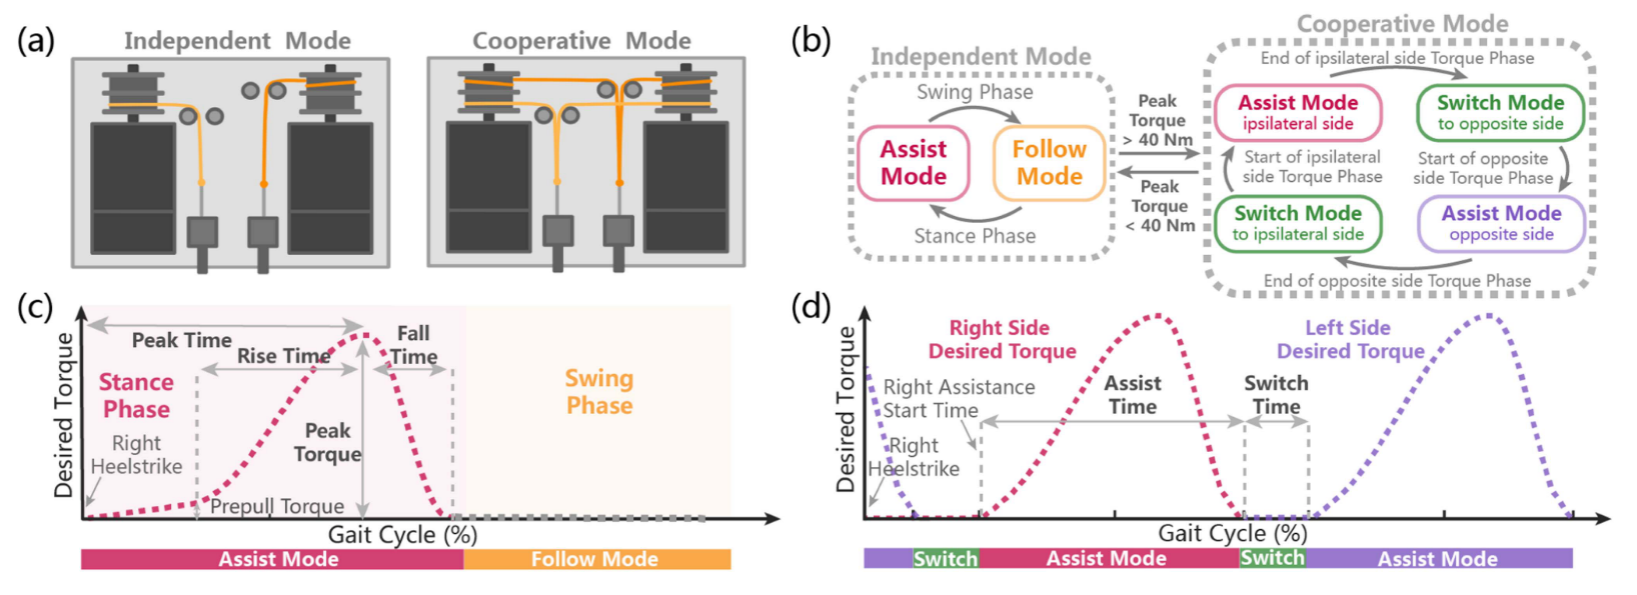 (a)
Independent Mode
Cooperative Mode
(b)
Independent Mode
Swing Phase
Assist
Mode
Follow
Mode
Stance Phase
Peak
Torque
> 40 Nm
Peak
Torque
< 40 Nm
Cooperative Mode
End of ipsilateral side Torque Phase
Assist Mode
ipsilateral side
Switch Mode
to opposite side
Start of ipsilateral
side Torque Phase
Start of opposite
side Torque Phase
Switch Mode
to ipsilateral side
Assist Mode
opposite side
End of opposite side Torque Phase
(c)
Desired Torque
Peak Time
Rise Time
Fall
Time
Stance
Phase
Swing
Phase
Right
Heelstrike
Peak
Torque
Prepull Torque
Gait Cycle (%)
Assist Mode
Follow Mode
(d)
Desired Torque
Right Side
Desired Torque
Left Side
Desired Torque
Right Assistance
Start Time
Assist
Time
Switch
Time
Right
Heelstrike
Gait Cycle (%)
Switch
Assist Mode
Switch
Assist Mode